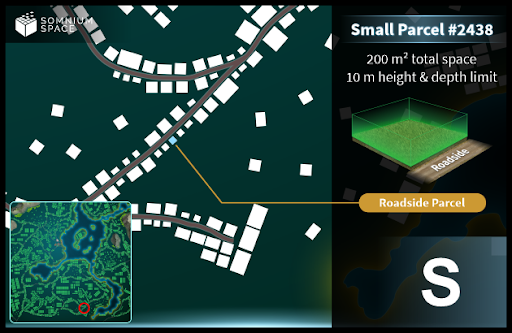 SOMNIUM
SPACE
Small Parcel #2438
200 m² total space
10 m height & depth limit
Roadside
Roadside Parcel
S